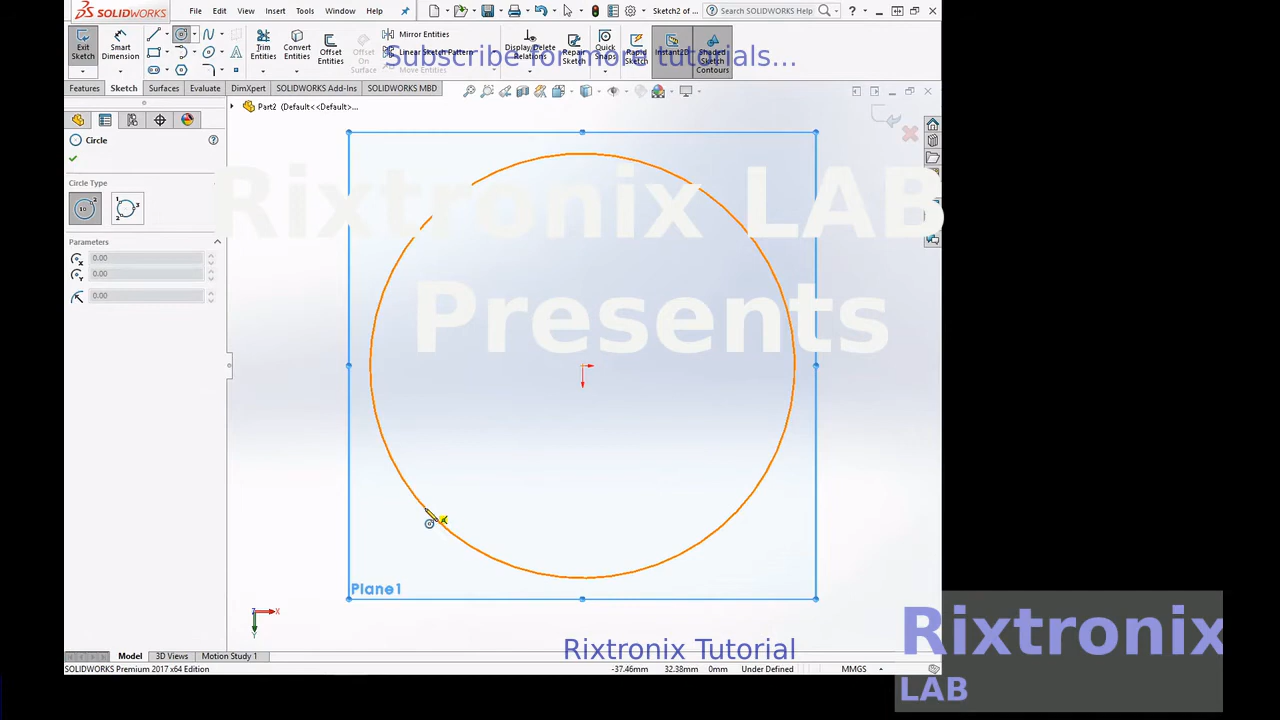 SOLIDWORKS File Edit View Insert Tools Window Help Sketch2 of ... Search SOLIDWORKS Help
Exit Sketch Smart Dimension Trim Entities Convert Entities Offset Entities Offset On Surface Mirror Entities Linear Sketch Pattern Move Entities Display/Delete Relations Repair Sketch Quick Snaps Rapid Sketch Instant2D Shaded Sketch Contours
Subscribe for more tutorials...
Features Sketch Surfaces Evaluate DimXpert SOLIDWORKS Add-Ins SOLIDWORKS MBD
Part2 (Default<<Default>...
Circle
Circle Type
Rixtronix LAB
Presents
Parameters
0.00
0.00
0.00
Plane1
X
Y
Z
Rixtronix Tutorial
Rixtronix
LAB
Model 3D Views Motion Study 1
SOLIDWORKS Premium 2017 x64 Edition -37.46mm 32.38mm 0mm Under Defined MMGS